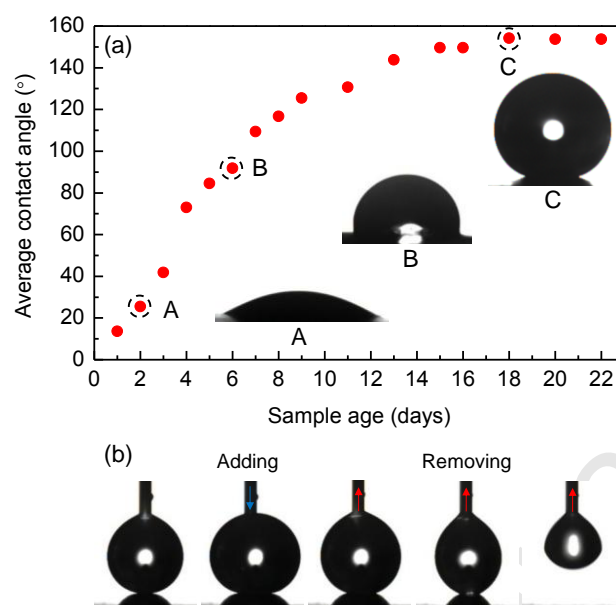 (a)
160
140
120
100
80
60
40
20
0
Average contact angle (°)
A
B
C
A
B
C
0 2 4 6 8 10 12 14 16 18 20 22
Sample age (days)
(b)
Adding Removing